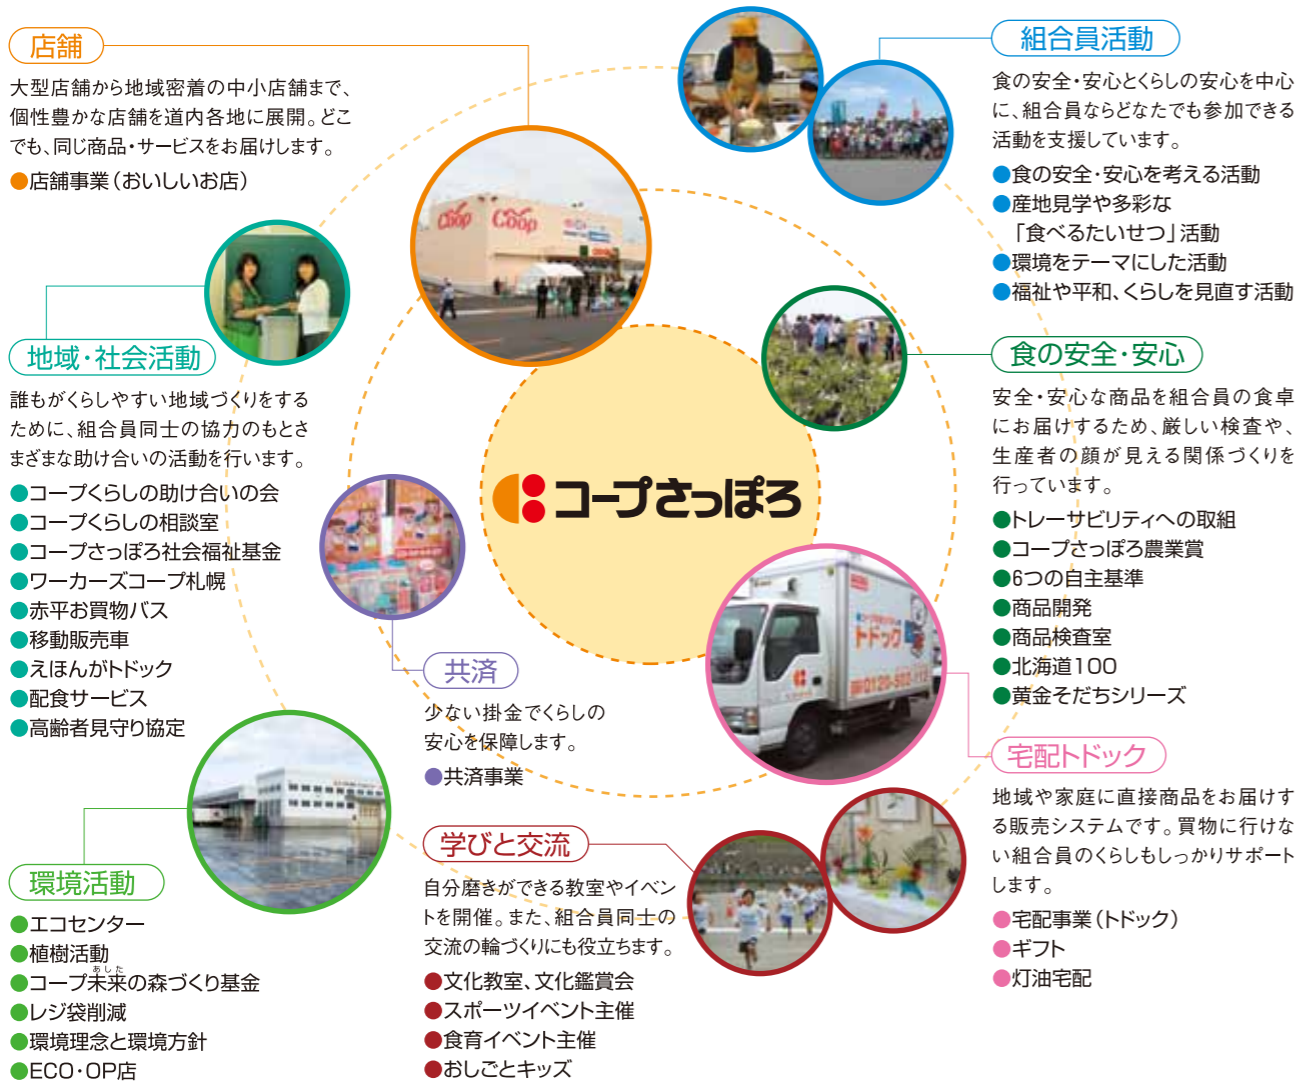 店舗
大型店舗から地域密着の中小店舗まで、
個性豊かな店舗を道内各地に展開。どこ
でも、同じ商品・サービスをお届けします。
●店舗事業（おいしいお店）
組合員活動
食の安全・安心とくらしの安心を中心
に、組合員ならどなたでも参加できる
活動を支援しています。
●食の安全・安心を考える活動
●産地見学や多彩な
「食べるたいせつ」活動
●環境をテーマにした活動
●福祉や平和、くらしを見直す活動
Coop Coop
地域・社会活動
誰もがくらしやすい地域づくりをする
ために、組合員同士の協力のもとさ
まざまな助け合いの活動を行います。
●コープくらしの助け合いの会
●コープくらしの相談室
●コープさっぽろ社会福祉基金
●ワーカーズコープ札幌
●赤平お買物バス
●移動販売車
●えほんがトドック
●配食サービス
●高齢者見守り協定
食の安全・安心
安全・安心な商品を組合員の食卓
にお届けするため、厳しい検査や、
生産者の顔が見える関係づくりを
行っています。
●トレーサビリティへの取組
●コープさっぽろ農業賞
●6つの自主基準
●商品開発
●商品検査室
●北海道100
●黄金そだちシリーズ
コープさっぽろ
共済
少ない掛金でくらしの
安心を保障します。
●共済事業
トドック
0120-502-112
宅配トドック
地域や家庭に直接商品をお届けす
る販売システムです。買物に行けな
い組合員のくらしもしっかりサポート
します。
●宅配事業（トドック）
●ギフト
●灯油宅配
学びと交流
自分磨きができる教室やイベン
トを開催。また、組合員同士の
交流の輪づくりにも役立ちます。
●文化教室、文化鑑賞会
●スポーツイベント主催
●食育イベント主催
●おしごとキッズ
環境活動
●エコセンター
●植樹活動
あした
●コープ未来の森づくり基金
●レジ袋削減
●環境理念と環境方針
●ECO・OP店